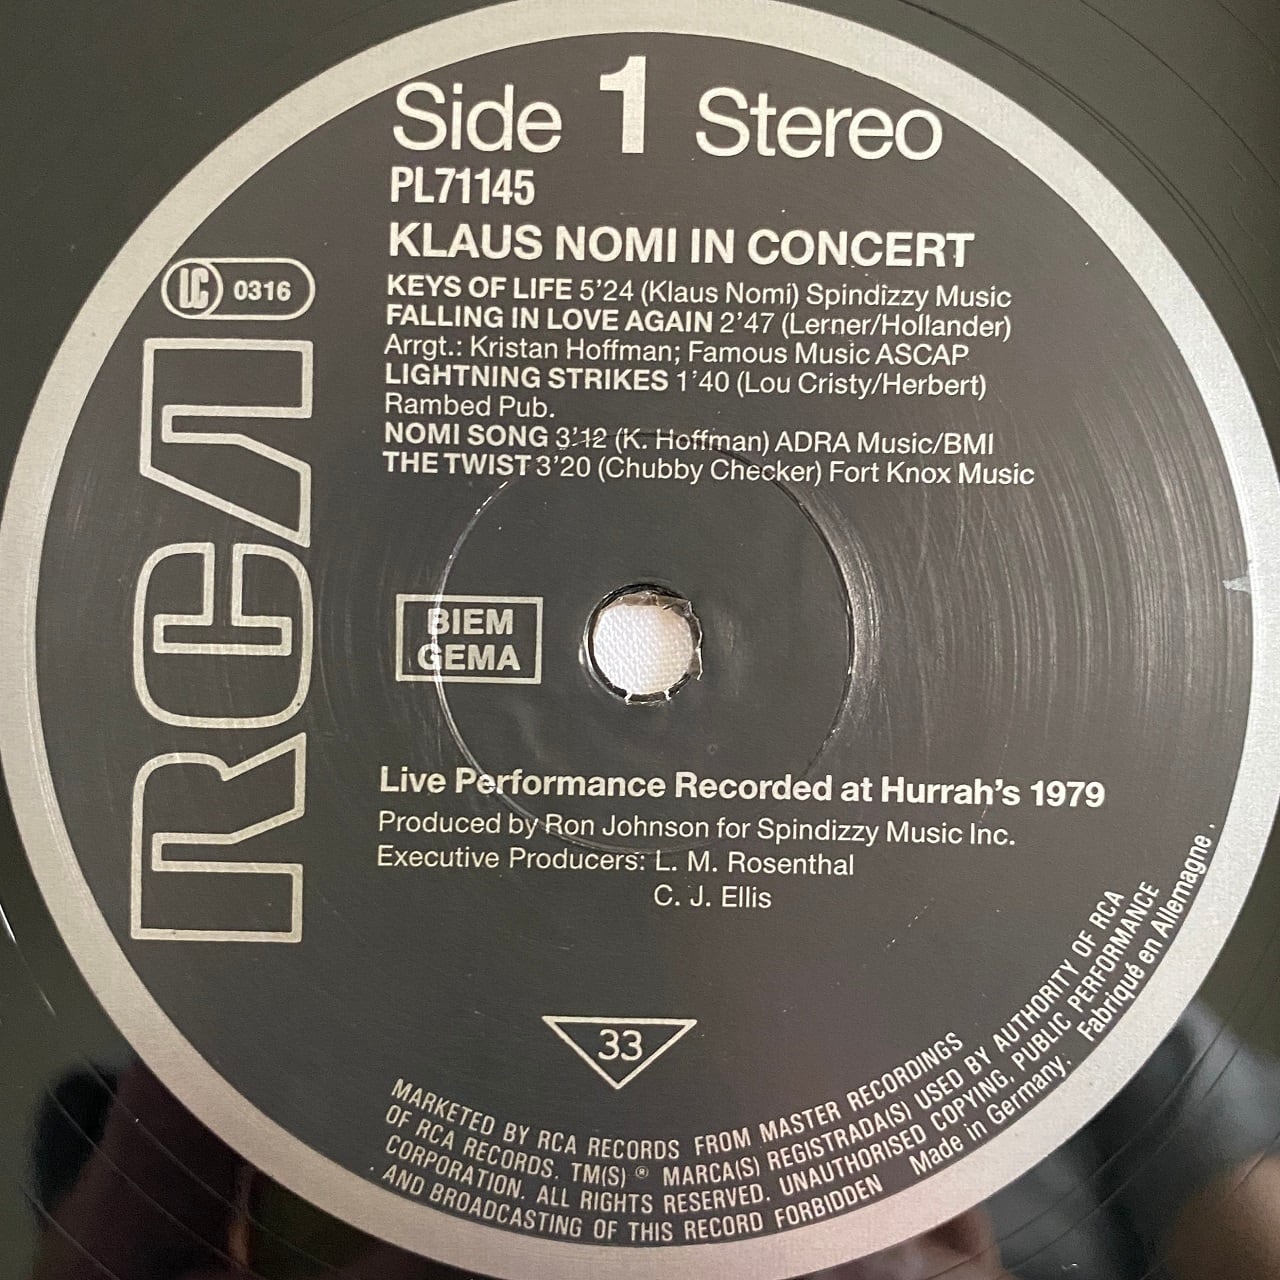 Side 1 Stereo
PL71145
KLAUS NOMI IN CONCERT
KEYS OF LIFE 5'24 (Klaus Nomi) Spindizzy Music
FALLING IN LOVE AGAIN 2'47 (Lerner/Hollander)
Arrgt.: Kristan Hoffman; Famous Music ASCAP
LIGHTNING STRIKES 1'40 (Lou Cristy/Herbert)
Rambed Pub.
NOMI SONG 3'12 (K. Hoffman) ADRA Music/BMI
THE TWIST 3'20 (Chubby Checker) Fort Knox Music
LC 0316
RCA
BIEM
GEMA
Live Performance Recorded at Hurrah's 1979
Produced by Ron Johnson for Spindizzy Music Inc.
Executive Producers: L. M. Rosenthal
C. J. Ellis
33
MARKETED BY RCA RECORDS FROM MASTER RECORDINGS
OF RCA RECORDS. TM(S) ® MARCA(S) REGISTRADA(S) USED BY AUTHORITY OF RCA
CORPORATION. ALL RIGHTS RESERVED. UNAUTHORISED COPYING, PUBLIC PERFORMANCE
AND BROADCASTING OF THIS RECORD FORBIDDEN Made in Germany. Fabriqué en Allemagne.